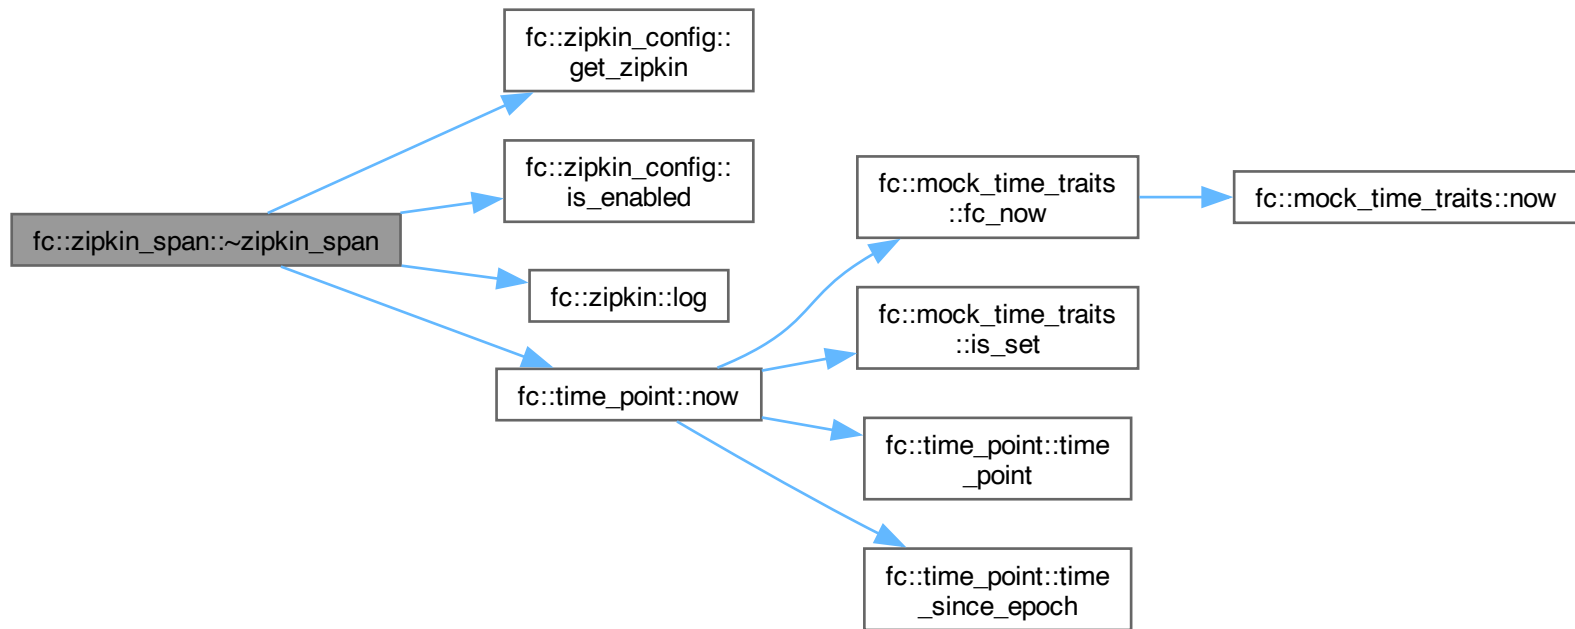 fc::zipkin_config::
get_zipkin
fc::zipkin_config::
is_enabled
fc::zipkin_span::~zipkin_span
fc::zipkin::log
fc::time_point::now
fc::mock_time_traits
::fc_now
fc::mock_time_traits::now
fc::mock_time_traits
::is_set
fc::time_point::time
_point
fc::time_point::time
_since_epoch